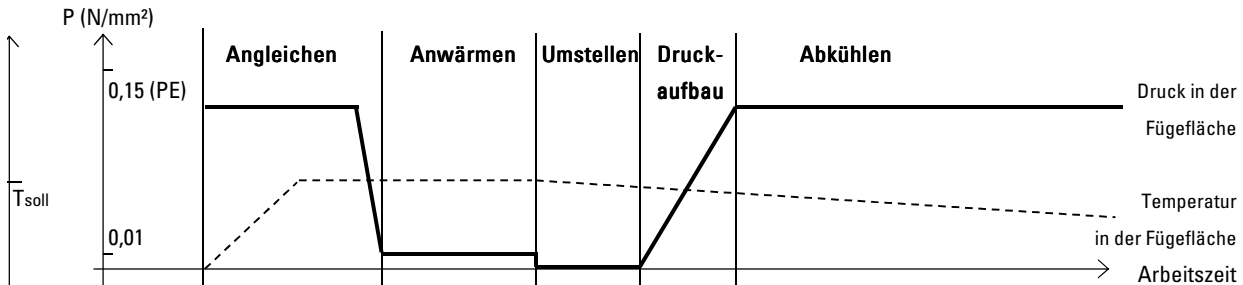 P (N/mm²)
Angleichen
Anwärmen
Umstellen
Druck-
aufbau
Abkühlen
0,15 (PE)
Druck in der
Fügefläche
Tsoll
Temperatur
in der Fügefläche
0,01
Arbeitszeit